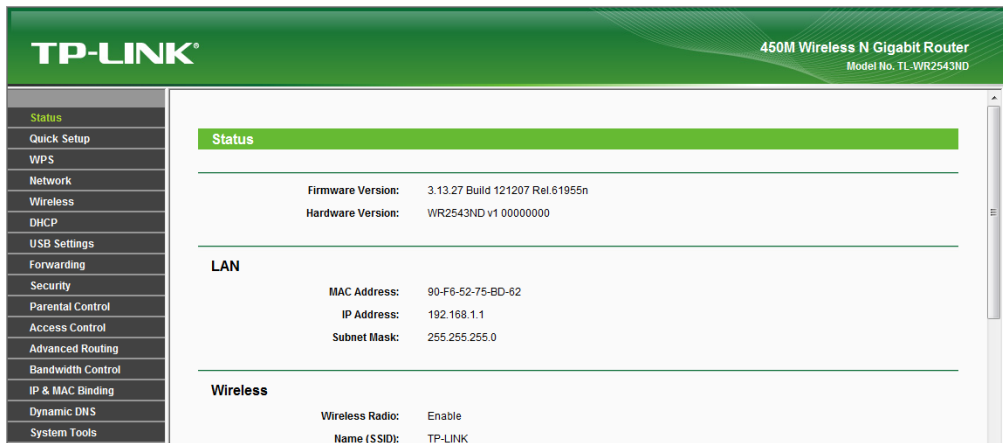 TP-LINK®
450M Wireless N Gigabit Router
Model No. TL-WR2543ND
Status
Quick Setup
WPS
Network
Wireless
DHCP
USB Settings
Forwarding
Security
Parental Control
Access Control
Advanced Routing
Bandwidth Control
IP & MAC Binding
Dynamic DNS
System Tools
Status
Firmware Version: 3.13.27 Build 121207 Rel.61955n
Hardware Version: WR2543ND v1 00000000
LAN
MAC Address: 90-F6-52-75-BD-62
IP Address: 192.168.1.1
Subnet Mask: 255.255.255.0
Wireless
Wireless Radio: Enable
Name (SSID): TP-LINK